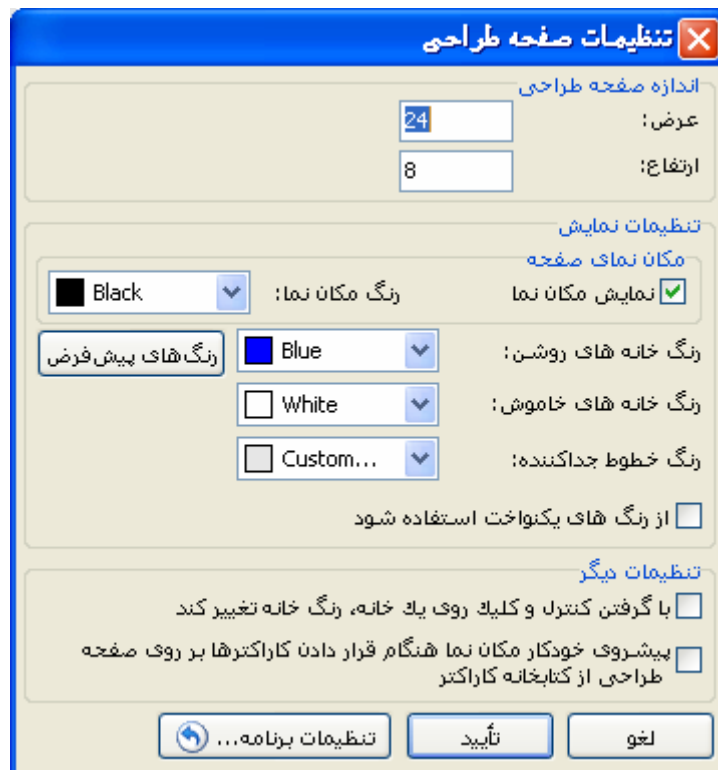 تنظیمات صفحه طراحی
اندازه صفحه طراحی
عرض: 24
ارتفاع: 8
تنظیمات نمایش
مکان نمای صفحه
نمایش مکان نما رنگ مکان نما: Black
رنگ خانه های روشن: Blue رنگ‌های پیش‌فرض
رنگ خانه های خاموش: White
رنگ خطوط جداکننده: Custom...
از رنگ های یکنواخت استفاده شود
تنظیمات دیگر
با گرفتن کنترل و کلیك روی یك خانه، رنگ خانه تغییر کند
پیشروی خودکار مکان نما هنگام قرار دادن کاراکترها بر روی صفحه
طراحی از کتابخانه کاراکتر
لغو تأیید تنظیمات برنامه...